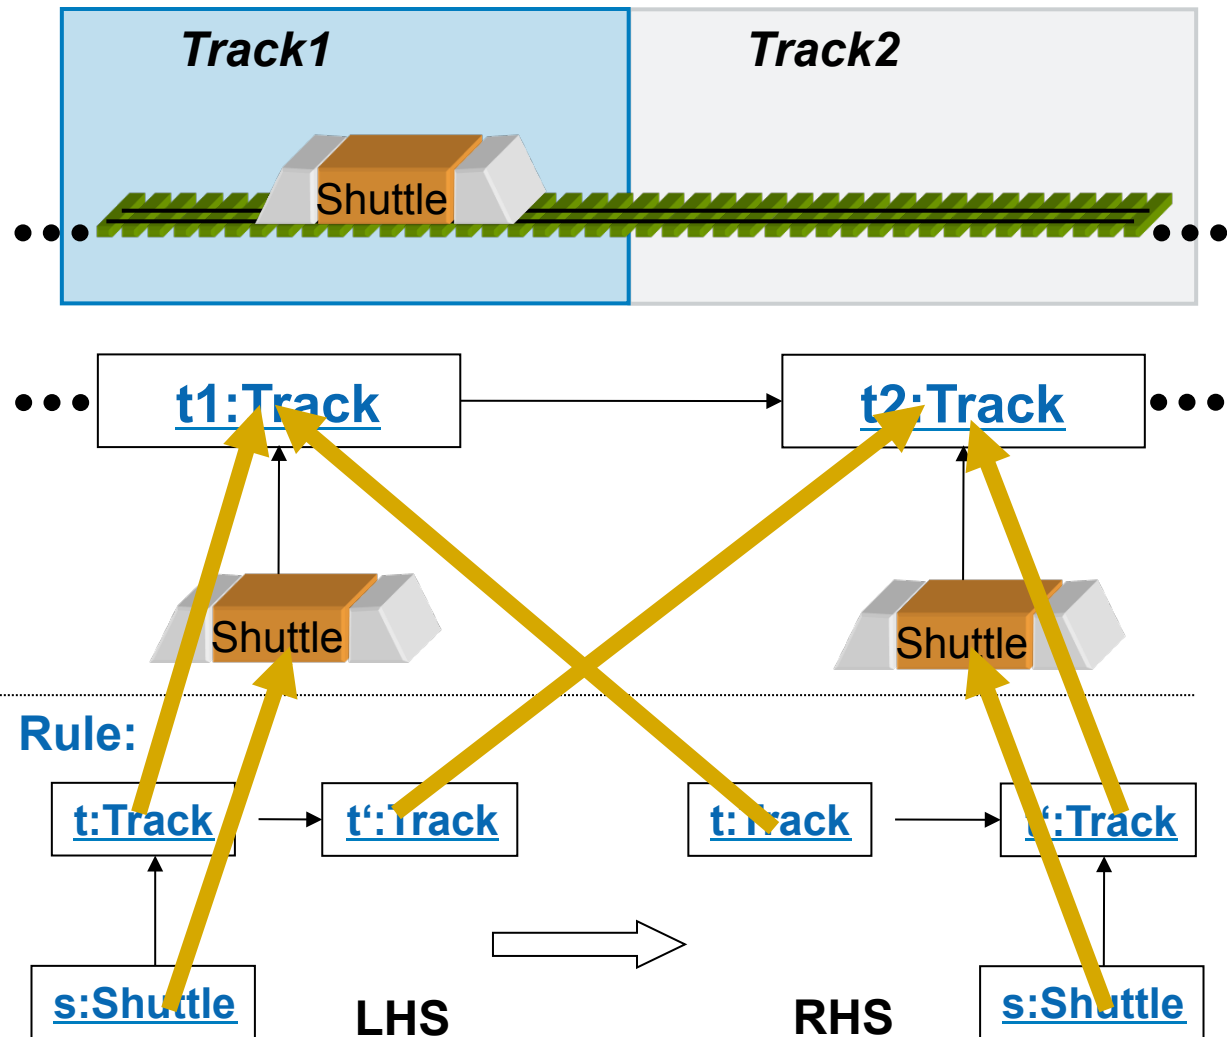 Track1 Track2
Shuttle
t1:Track t2:Track
Shuttle Shuttle
Rule:
t:Track t‘:Track t:Track t‘:Track
s:Shuttle LHS RHS s:Shuttle